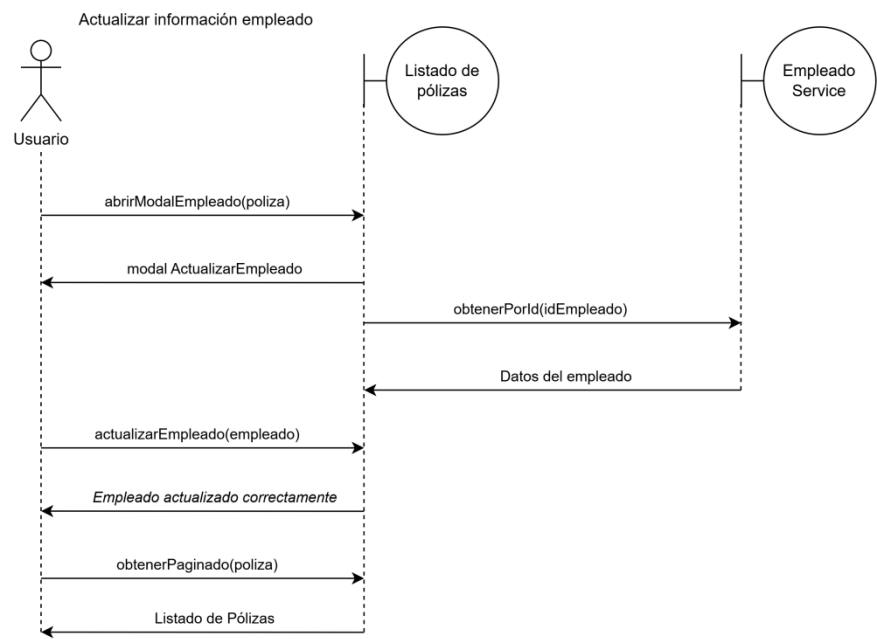 Actualizar información empleado
Listado de
pólizas
Empleado
Service
Usuario
abrirModalEmpleado(poliza)
modal ActualizarEmpleado
obtenerPorId(idEmpleado)
Datos del empleado
actualizarEmpleado(empleado)
Empleado actualizado correctamente
obtenerPaginado(poliza)
Listado de Pólizas